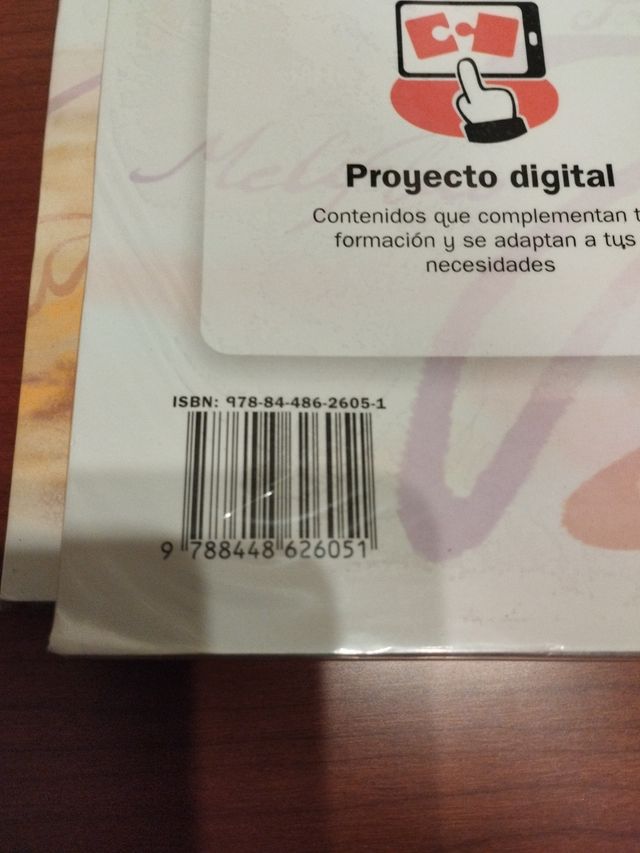 Proyecto digital
Contenidos que complementan t
formación y se adaptan a tus
necesidades
ISBN: 978-84-486-2605-1
9 788448 626051